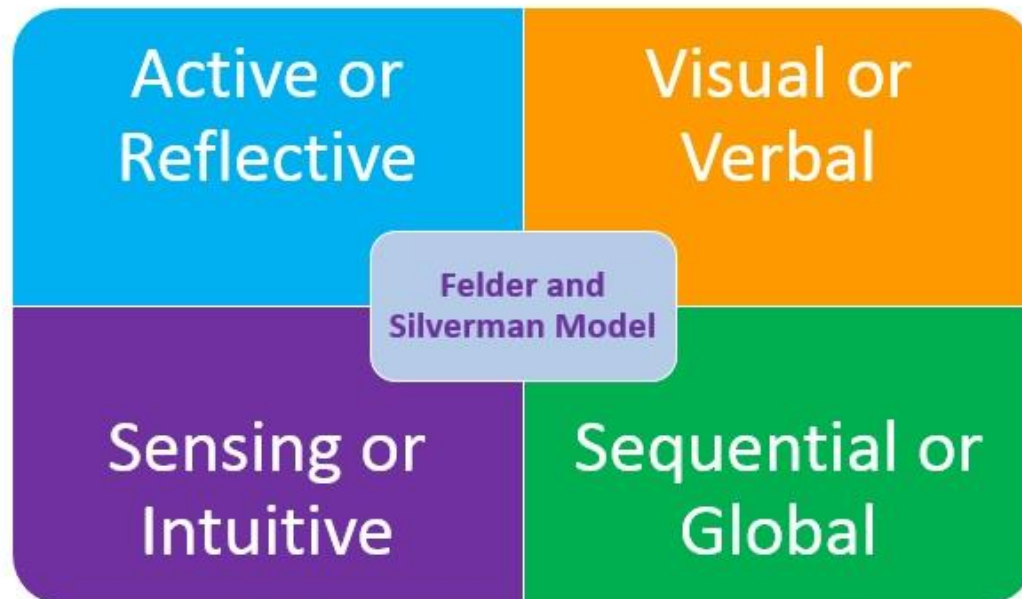 Active or
Reflective
Visual or
Verbal
Felder and
Silverman Model
Sensing or
Intuitive
Sequential or
Global